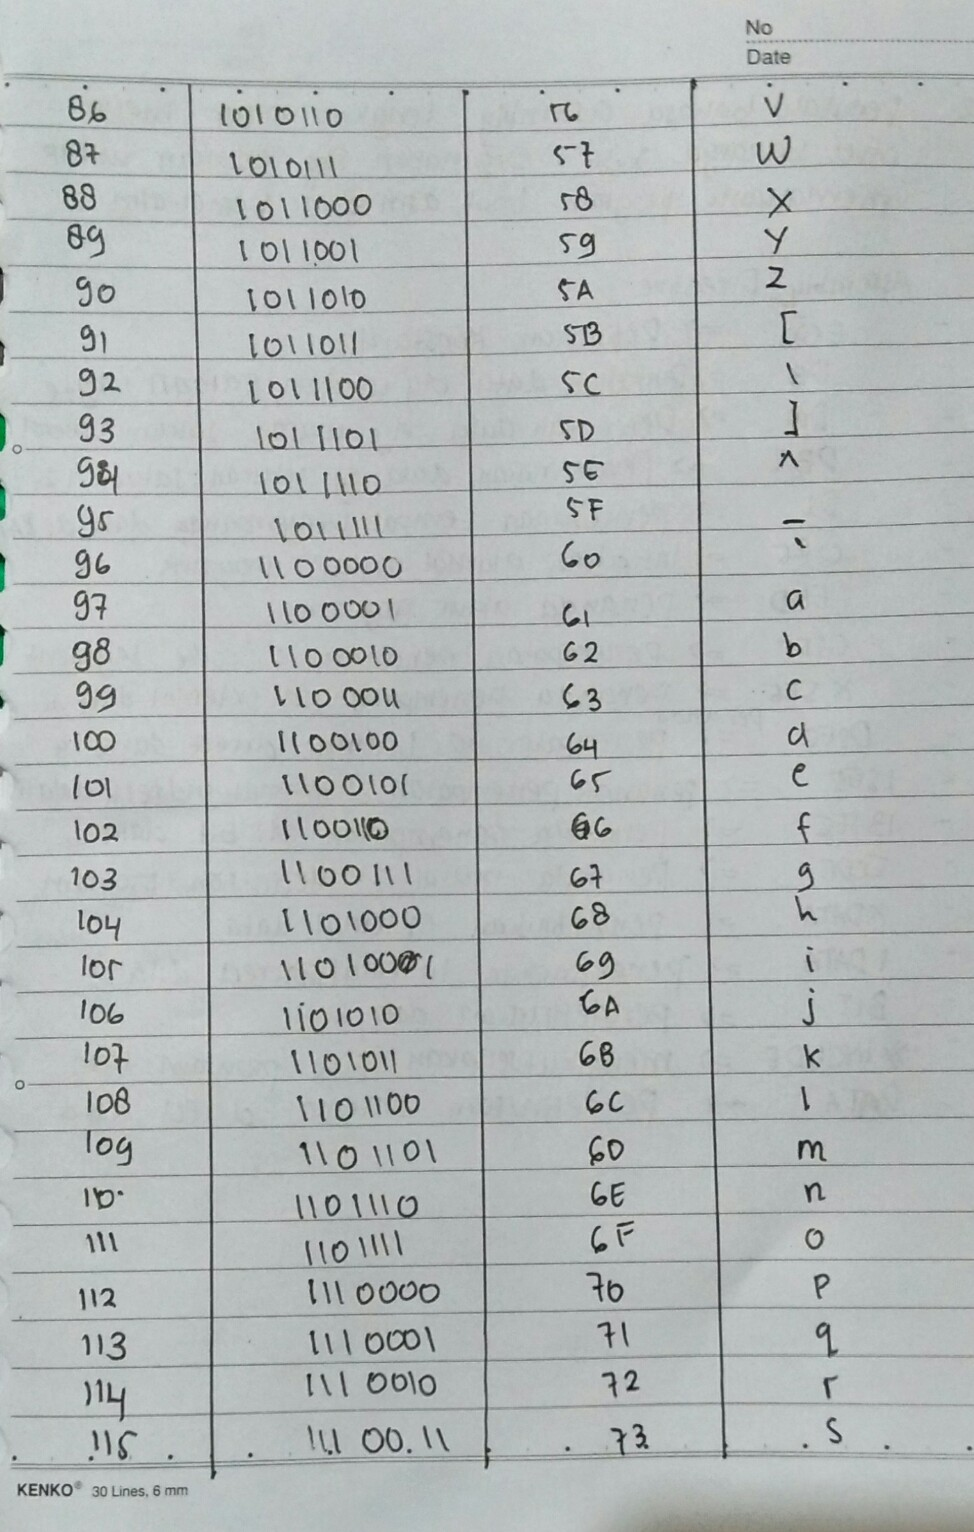 No
Date
86 1010110 56 V
87 1010111 57 W
88 1011000 58 X
89 1011001 59 Y
90 1011010 5A Z
91 1011011 5B [
92 1011100 5C \
93 1011101 5D ]
94 1011110 5E ^
95 1011111 5F _
96 1100000 60 `
97 1100001 61 a
98 1100010 62 b
99 1100011 63 c
100 1100100 64 d
101 1100101 65 e
102 1100110 66 f
103 1100111 67 g
104 1101000 68 h
105 1101001 69 i
106 1101010 6A j
107 1101011 6B k
108 1101100 6C l
109 1101101 6D m
110 1101110 6E n
111 1101111 6F o
112 1110000 70 p
113 1110001 71 q
114 1110010 72 r
115 1110011 73 s
KENKO® 30 Lines, 6 mm